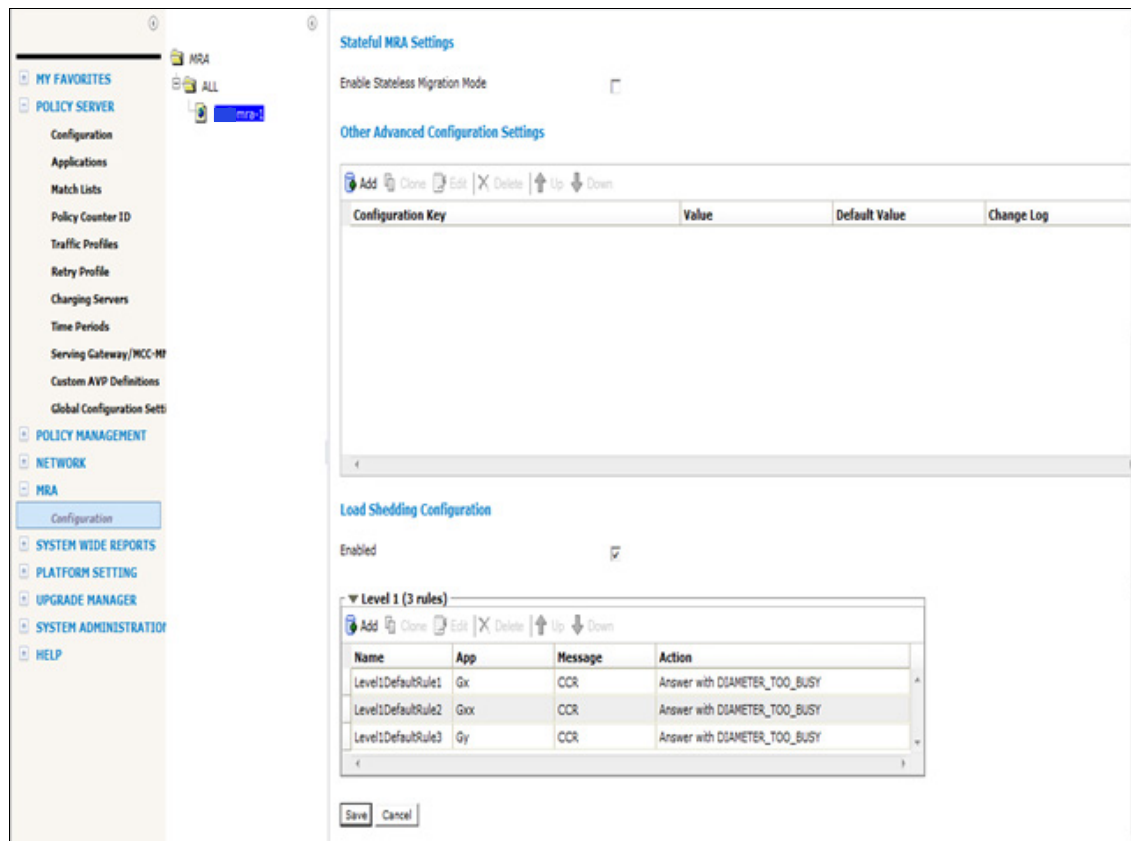 MY FAVORITES
POLICY SERVER
Configuration
Applications
Match Lists
Policy Counter ID
Traffic Profiles
Retry Profile
Charging Servers
Time Periods
Serving Gateway/MCC-MN
Custom AVP Definitions
Global Configuration Setti
POLICY MANAGEMENT
NETWORK
MRA
Configuration
SYSTEM WIDE REPORTS
PLATFORM SETTING
UPGRADE MANAGER
SYSTEM ADMINISTRATION
HELP
MRA
ALL
mra-1
Stateful MRA Settings
Enable Stateless Migration Mode
Other Advanced Configuration Settings
Add Clone Edit Delete Up Down
Configuration Key Value Default Value Change Log
Load Shedding Configuration
Enabled
Level 1 (3 rules)
Add Clone Edit Delete Up Down
Name App Message Action
Level1DefaultRule1 Gx CCR Answer with DIAMETER_TOO_BUSY
Level1DefaultRule2 Gxx CCR Answer with DIAMETER_TOO_BUSY
Level1DefaultRule3 Gy CCR Answer with DIAMETER_TOO_BUSY
Save Cancel